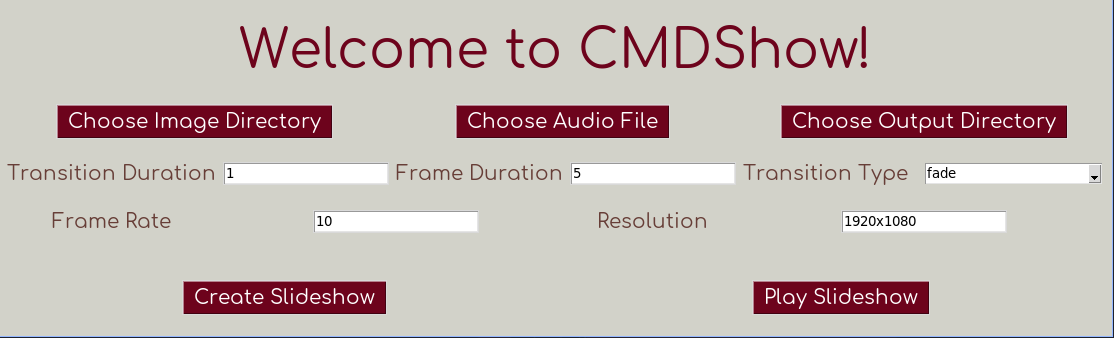 Welcome to CMDShow!
Choose Image Directory Choose Audio File Choose Output Directory
Transition Duration 1 Frame Duration 5 Transition Type fade
Frame Rate 10 Resolution 1920x1080
Create Slideshow Play Slideshow